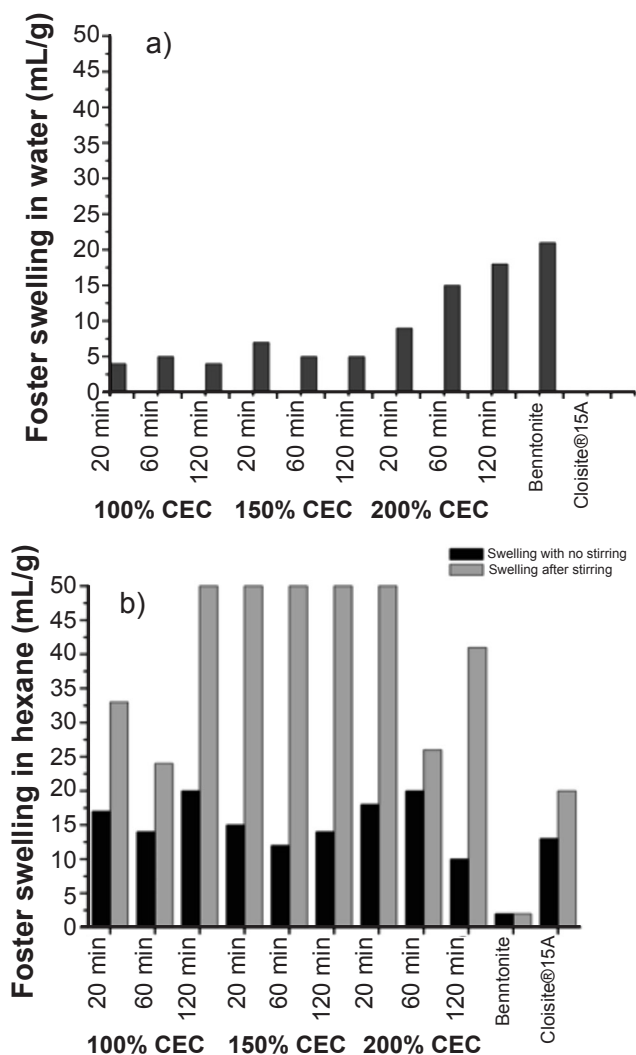 a)
Foster swelling in water (mL/g)
50
45
40
35
30
25
20
15
10
5
0
20 min
60 min
120 min
20 min
60 min
120 min
20 min
60 min
120 min
Benntonite
Cloisite®15A
100% CEC 150% CEC 200% CEC
Swelling with no stirring
Swelling after stirring
b)
Foster swelling in hexane (mL/g)
50
45
40
35
30
25
20
15
10
5
0
20 min
60 min
120 min
20 min
60 min
120 min
20 min
60 min
120 min
Benntonite
Cloisite®15A
100% CEC 150% CEC 200% CEC